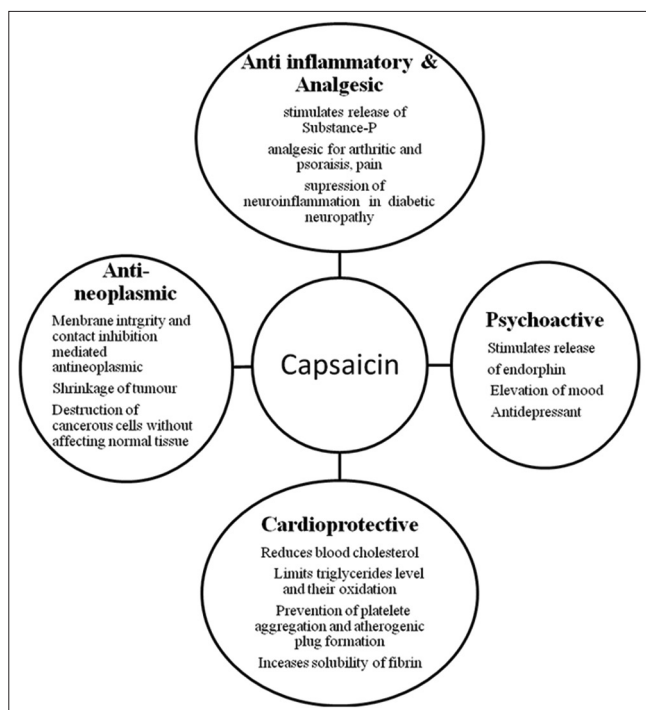 Anti inflammatory &
Analgesic
stimulates release of
Substance-P
analgesic for arthritic and
psoraisis, pain
supression of
neuroinflammation in diabetic
neuropathy
Anti-
neoplasmic
Menbrane intrgrity and
contact inhibition
mediated
antineoplasmic
Shrinkage of tumour
Destruction of
cancerous cells without
affecting normal tissue
Capsaicin
Psychoactive
Stimulates release
of endorphin
Elevation of mood
Antidepressant
Cardioprotective
Reduces blood cholesterol
Limits triglycerides level
and their oxidation
Prevention of platelete
aggregation and atherogenic
plug formation
Inceases solubility of fibrin